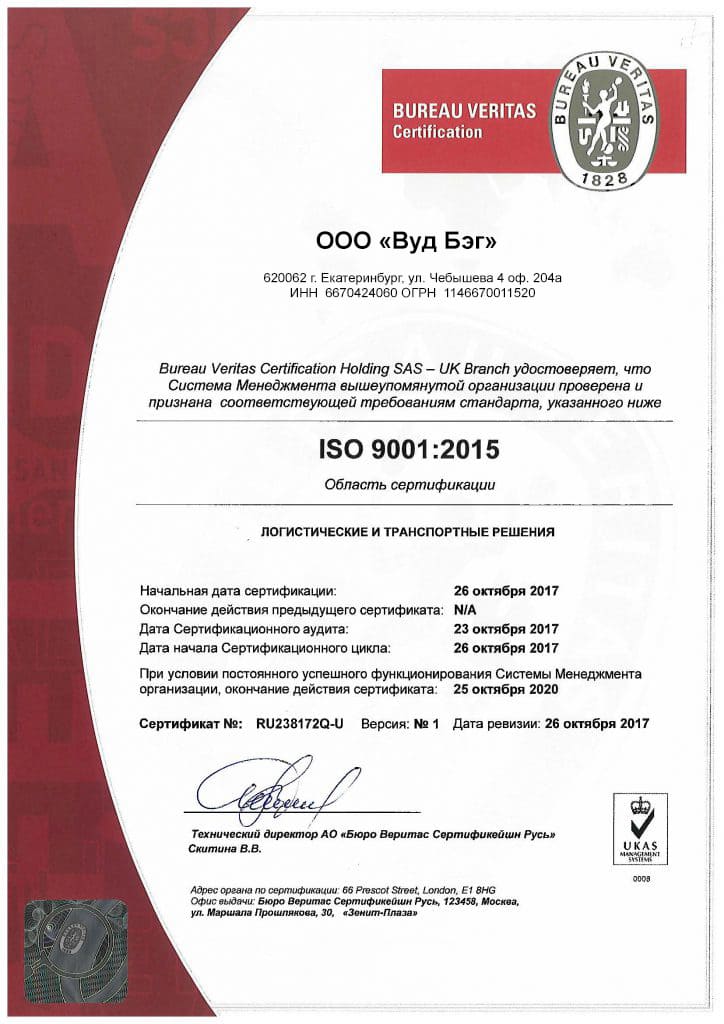 BUREAU VERITAS
Certification
BUREAU VERITAS
1828
ООО «Вуд Бэг»
620062 г. Екатеринбург, ул. Чебышева 4 оф. 204а
ИНН 6670424060 ОГРН 1146670011520
Bureau Veritas Certification Holding SAS – UK Branch удостоверяет, что
Система Менеджмента вышеупомянутой организации проверена и
признана соответствующей требованиям стандарта, указанного ниже
ISO 9001:2015
Область сертификации
ЛОГИСТИЧЕСКИЕ И ТРАНСПОРТНЫЕ РЕШЕНИЯ
Начальная дата сертификации: 26 октября 2017
Окончание действия предыдущего сертификата: N/A
Дата Сертификационного аудита: 23 октября 2017
Дата начала Сертификационного цикла: 26 октября 2017
При условии постоянного успешного функционирования Системы Менеджмента
организации, окончание действия сертификата: 25 октября 2020
Сертификат №: RU238172Q-U Версия: № 1 Дата ревизии: 26 октября 2017
Технический директор АО «Бюро Веритас Сертификейшн Русь»
Скитина В.В.
UKAS
MANAGEMENT
SYSTEMS
0008
Адрес органа по сертификации: 66 Prescot Street, London, E1 8HG
Офис выдачи: Бюро Веритас Сертификейшн Русь, 123458, Москва,
ул. Маршала Прошлякова, 30, «Зенит-Плаза»